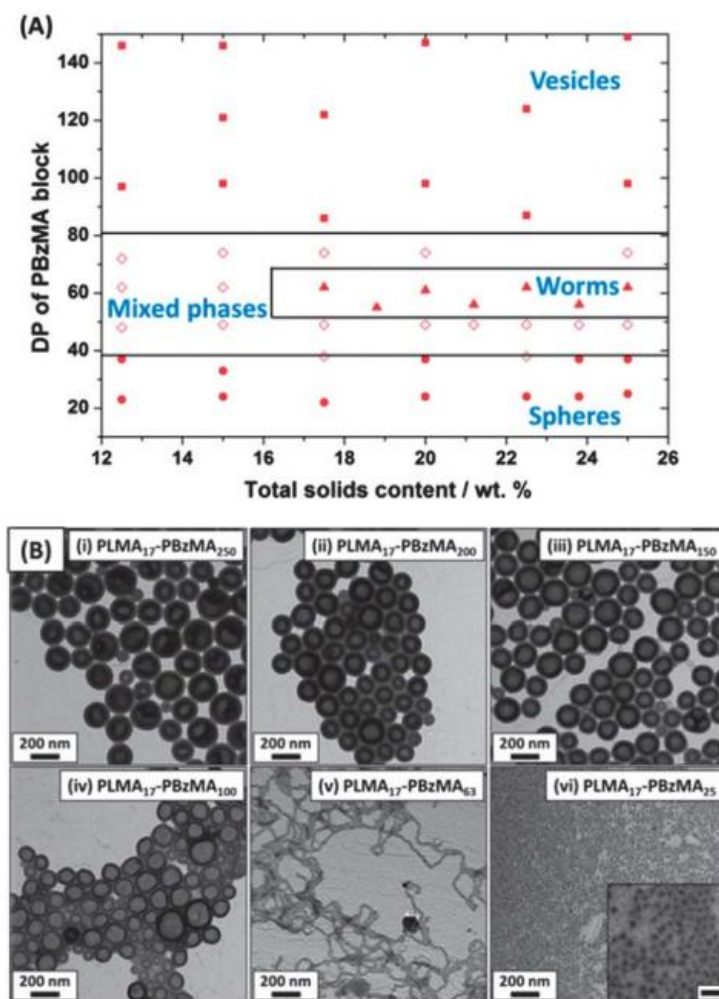 (A)
140
120
100
80
60
40
20
DP of PBzMA block
Vesicles
Mixed phases
Worms
Spheres
12 14 16 18 20 22 24 26
Total solids content / wt. %
(B)
(i) PLMA17-PBzMA250
(ii) PLMA17-PBzMA200
(iii) PLMA17-PBzMA150
200 nm
200 nm
200 nm
(iv) PLMA17-PBzMA100
(v) PLMA17-PBzMA63
(vi) PLMA17-PBzMA25
200 nm
200 nm
200 nm